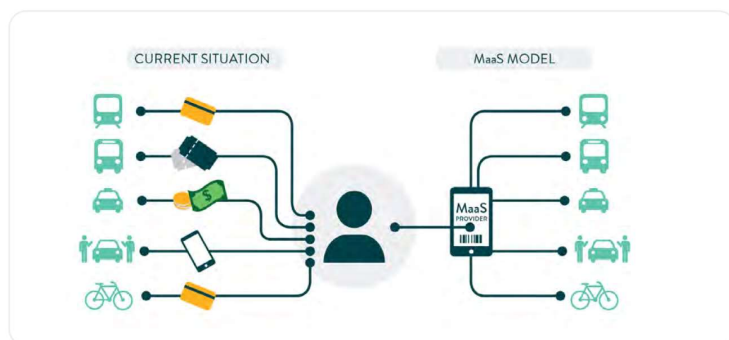 CURRENT SITUATION
MaaS MODEL
$
MaaS
PROVIDER